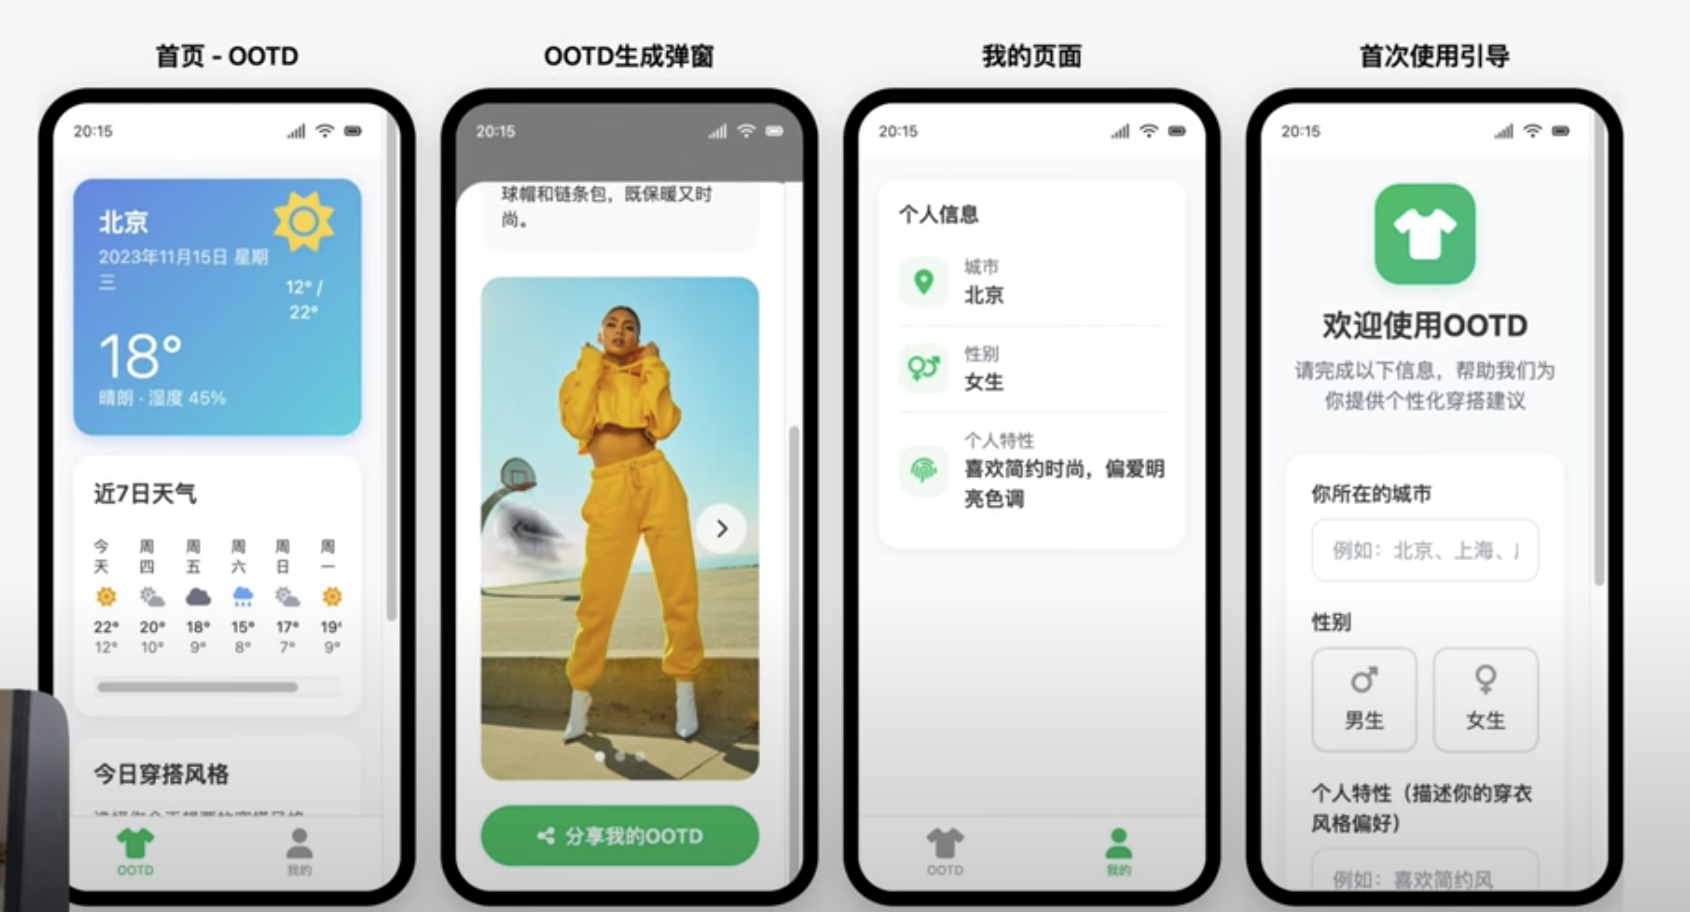 首页 - OOTD
20:15
北京
2023年11月15日 星期
三
12° /
22°
18°
晴朗 · 湿度 45%
近7日天气
今天 周四 周五 周六 周日 周一
22° 20° 18° 15° 17° 19°
12° 10° 9° 8° 7° 9°
今日穿搭风格
OOTD 我的
OOTD生成弹窗
20:15
球帽和链条包，既保暖又时
尚。
分享我的OOTD
我的页面
20:15
个人信息
城市
北京
性别
女生
个人特性
喜欢简约时尚，偏爱明
亮色调
OOTD 我的
首次使用引导
20:15
欢迎使用OOTD
请完成以下信息，帮助我们为
你提供个性化穿搭建议
你所在的城市
例如：北京、上海、
性别
男生 女生
个人特性（描述你的穿衣
风格偏好）
例如：喜欢简约风